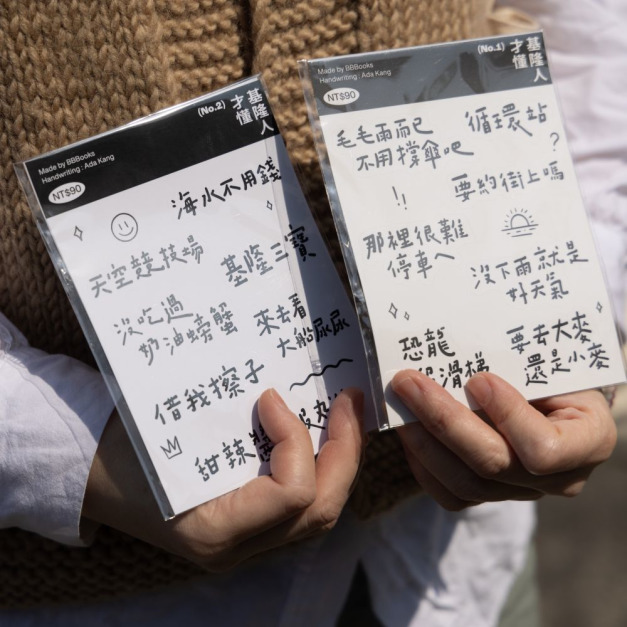 Made by BBBooks
Handwriting : Ada Kang
NT$90
(No.2)
基隆人
才懂
海水不用錢
天空競技場
基隆三寶
沒吃過
奶油螃蟹
來去看
大船尿尿
借我擦子
甜辣醬
Made by BBBooks
Handwriting : Ada Kang
NT$90
(No.1)
基隆人
才懂
毛毛雨而已
不用撐傘吧
循環站
?
!!
要約街上嗎
那裡很難
停車ㄟ
沒下雨就是
好天氣
恐龍
溜滑梯
要去大麥
還是小麥